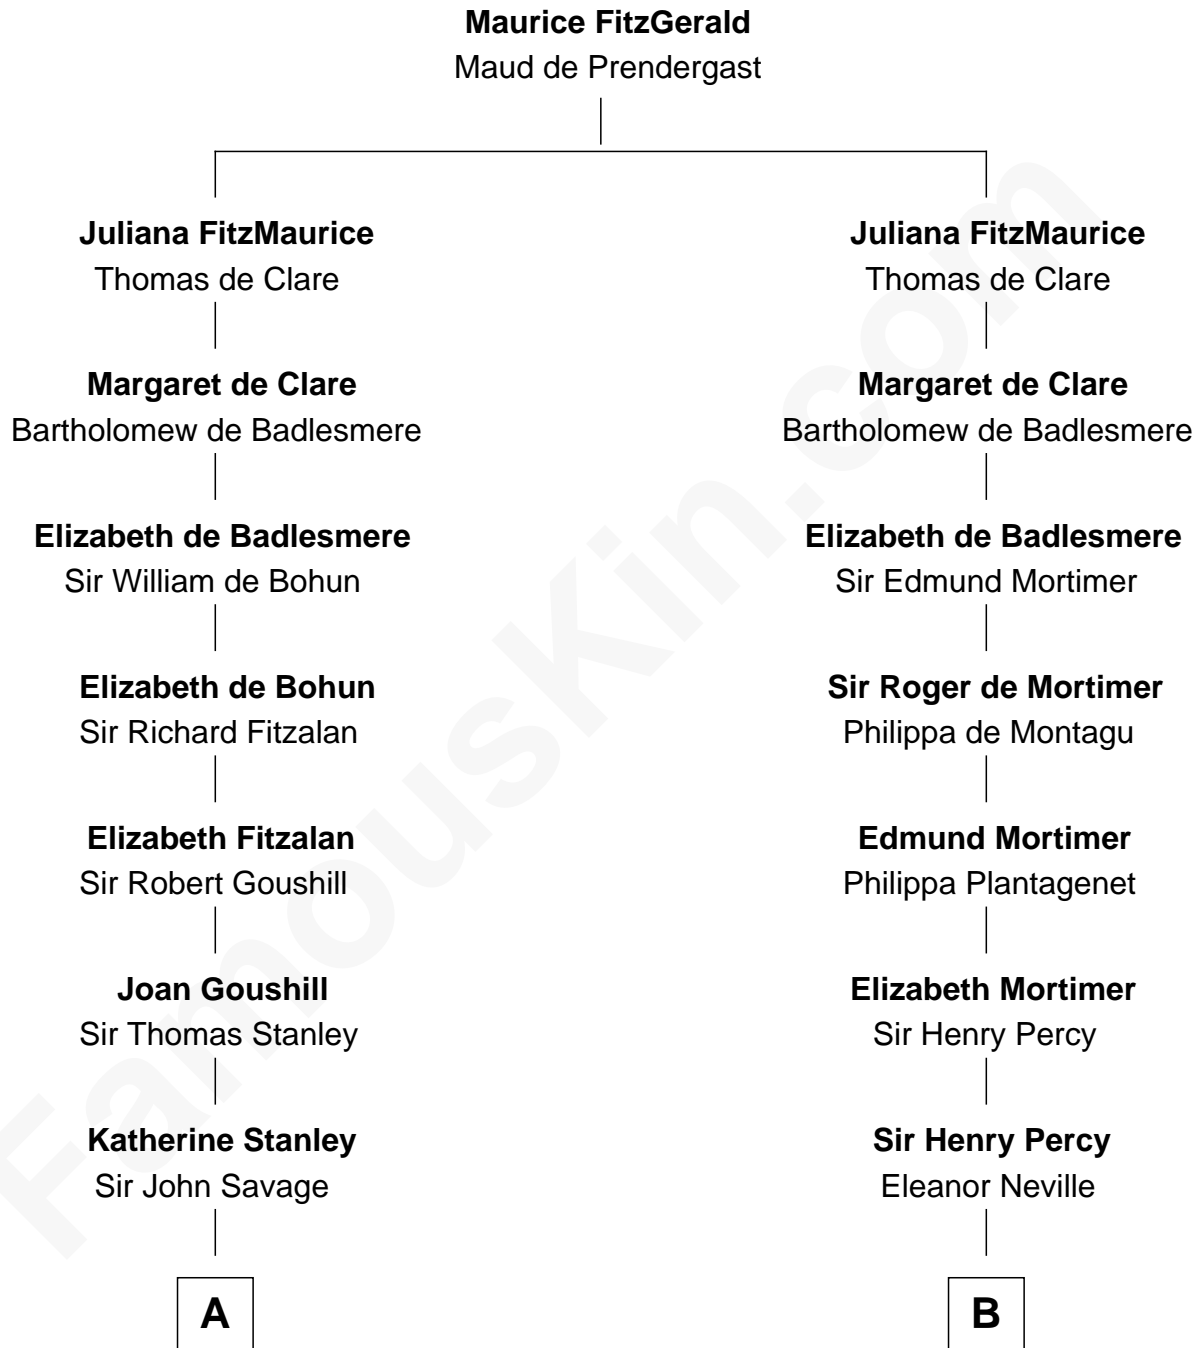 Maurice FitzGerald
Maud de Prendergast
Juliana FitzMaurice
Thomas de Clare
Margaret de Clare
Bartholomew de Badlesmere
Elizabeth de Badlesmere
Sir William de Bohun
Elizabeth de Bohun
Sir Richard Fitzalan
Elizabeth Fitzalan
Sir Robert Goushill
Joan Goushill
Sir Thomas Stanley
Katherine Stanley
Sir John Savage
A
Juliana FitzMaurice
Thomas de Clare
Margaret de Clare
Bartholomew de Badlesmere
Elizabeth de Badlesmere
Sir Edmund Mortimer
Sir Roger de Mortimer
Philippa de Montagu
Edmund Mortimer
Philippa Plantagenet
Elizabeth Mortimer
Sir Henry Percy
Sir Henry Percy
Eleanor Neville
B
FamousKin.com